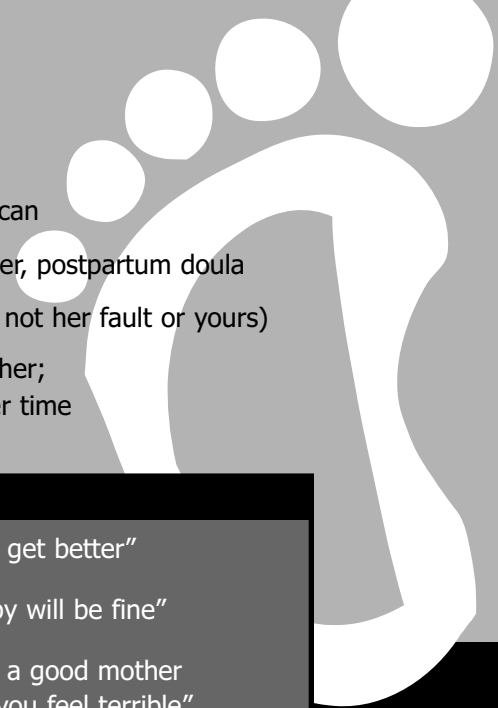 can
er, postpartum doula
not her fault or yours)
her;
er time
get better”
y will be fine”
a good mother
you feel terrible”